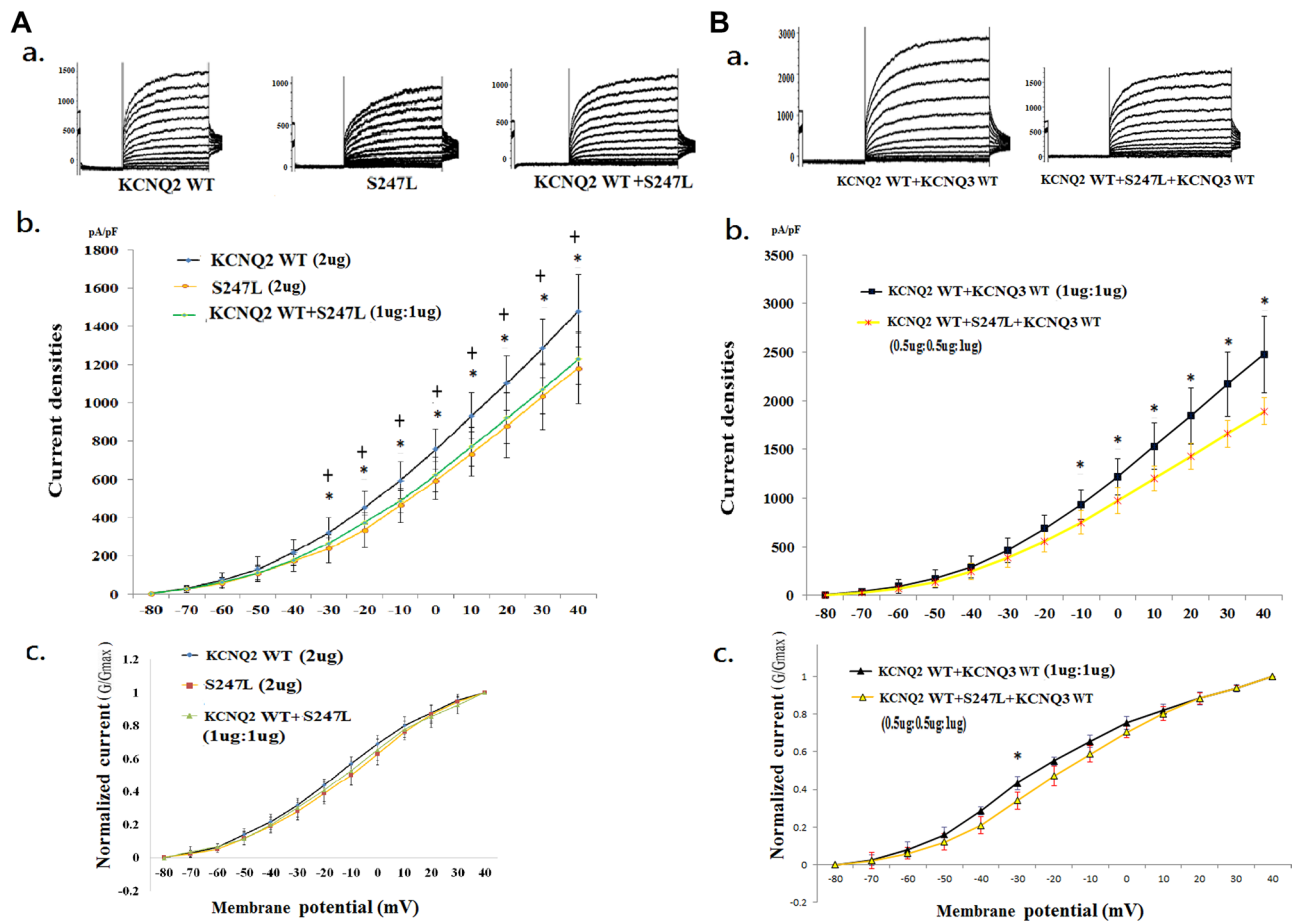 A
a.
1500
1000
500
0
KCNQ2 WT
1000
500
0
S247L
1000
500
0
KCNQ2 WT+S247L
b.
pA/pF
1800
1600
1400
1200
1000
800
600
400
200
0
Current densities
KCNQ2 WT (2ug)
S247L (2ug)
KCNQ2 WT+S247L (1ug:1ug)
+ + + + + + + +
* * * * * * * *
-80 -70 -60 -50 -40 -30 -20 -10 0 10 20 30 40
c.
1.2
1
0.8
0.6
0.4
0.2
0
-0.2
Normalized current (G/Gmax)
KCNQ2 WT (2ug)
S247L (2ug)
KCNQ2 WT+S247L
(1ug:1ug)
-80 -70 -60 -50 -40 -30 -20 -10 0 10 20 30 40
Membrane potential (mV)
B
a.
3000
2000
1000
0
KCNQ2 WT+KCNQ3 WT
1500
1000
500
0
KCNQ2 WT+S247L+KCNQ3 WT
b.
pA/pF
3500
3000
2500
2000
1500
1000
500
0
Current densities
KCNQ2 WT+KCNQ3 WT (1ug:1ug)
KCNQ2 WT+S247L+KCNQ3 WT
(0.5ug:0.5ug:1ug)
* * * * * *
-80 -70 -60 -50 -40 -30 -20 -10 0 10 20 30 40
c.
1.2
1
0.8
0.6
0.4
0.2
0
-0.2
Normalized current (G/Gmax)
KCNQ2 WT+KCNQ3 WT (1ug:1ug)
KCNQ2 WT+S247L+KCNQ3 WT
(0.5ug:0.5ug:1ug)
*
-80 -70 -60 -50 -40 -30 -20 -10 0 10 20 30 40
Membrane potential (mV)